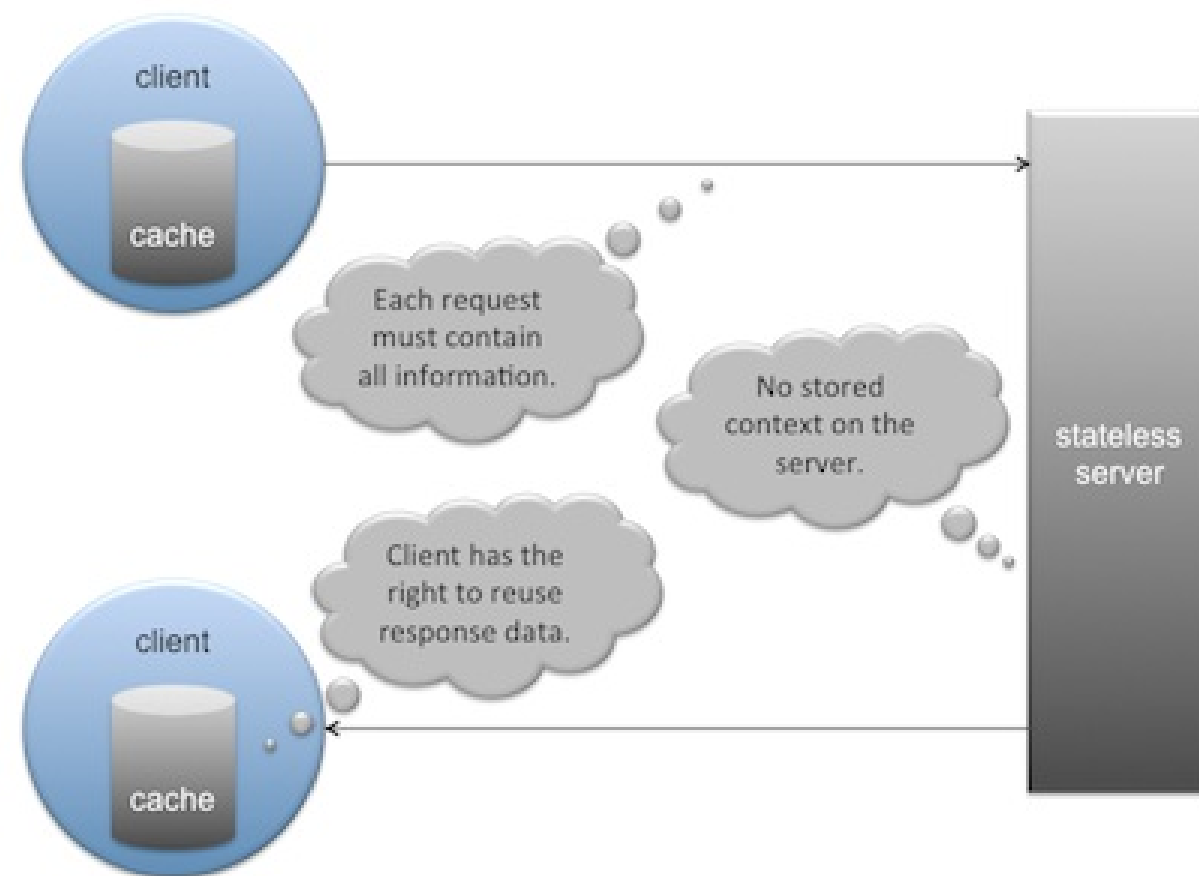 client
cache
Each request
must contain
all information.
No stored
context on the
server.
stateless
server
Client has the
right to reuse
response data.
client
cache